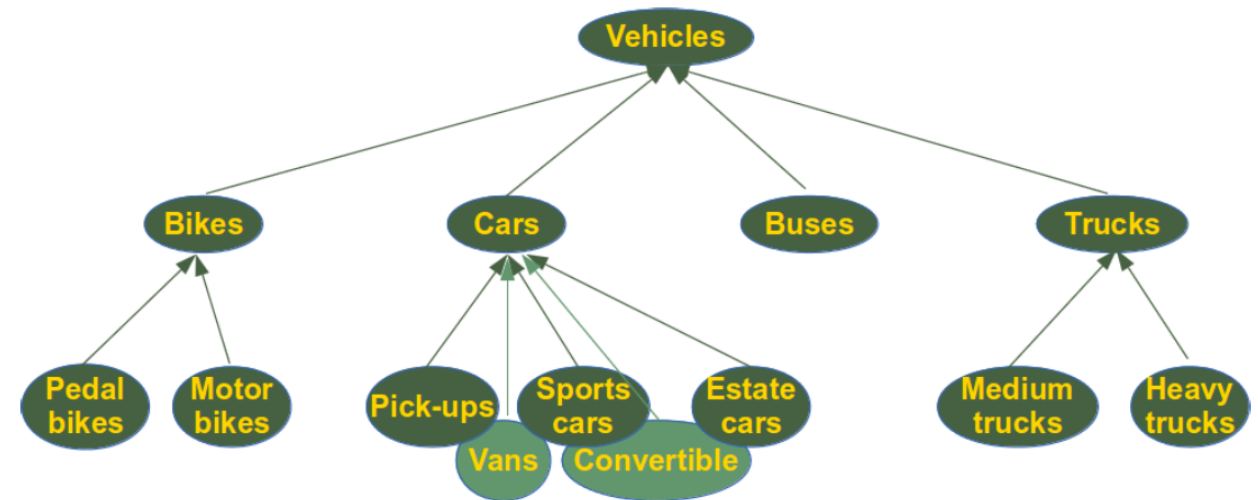 Vehicles
Bikes
Cars
Buses
Trucks
Pedal
bikes
Motor
bikes
Pick-ups
Sports
cars
Estate
cars
Medium
trucks
Heavy
trucks
Vans
Convertible